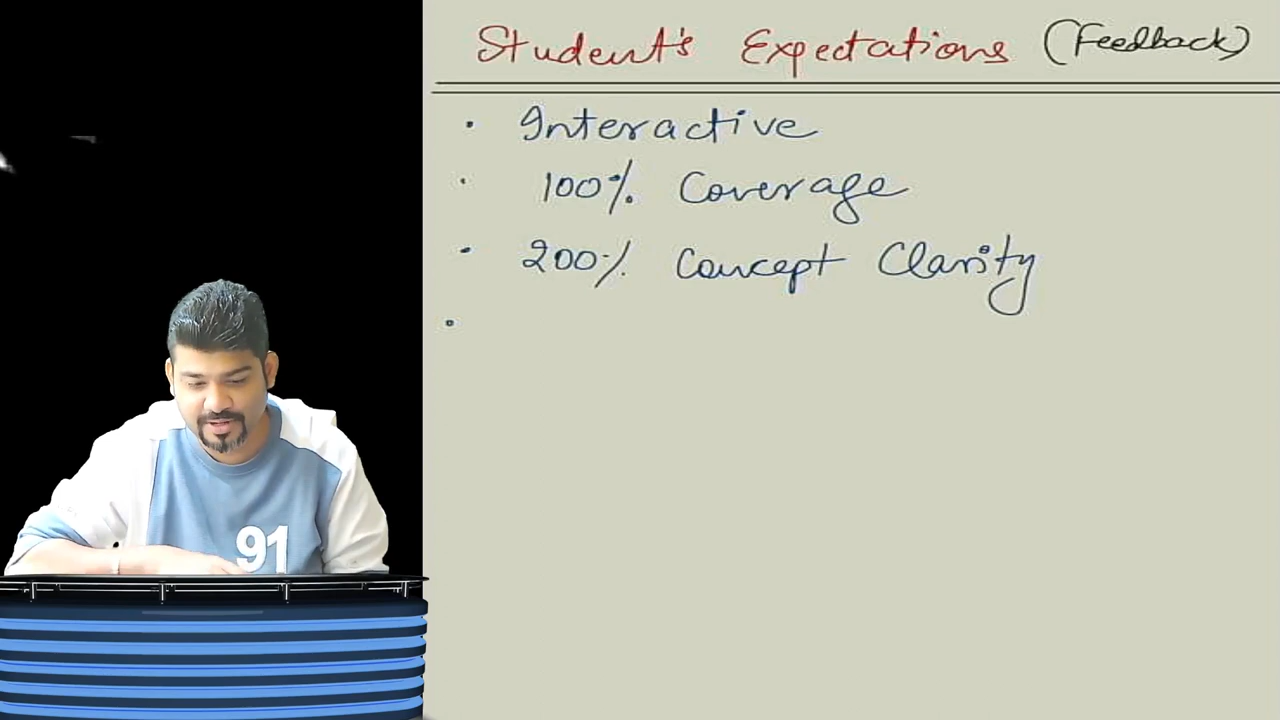 Student's Expectations (Feedback)
• Interactive
• 100% Coverage
• 200% Concept Clarity
•
91